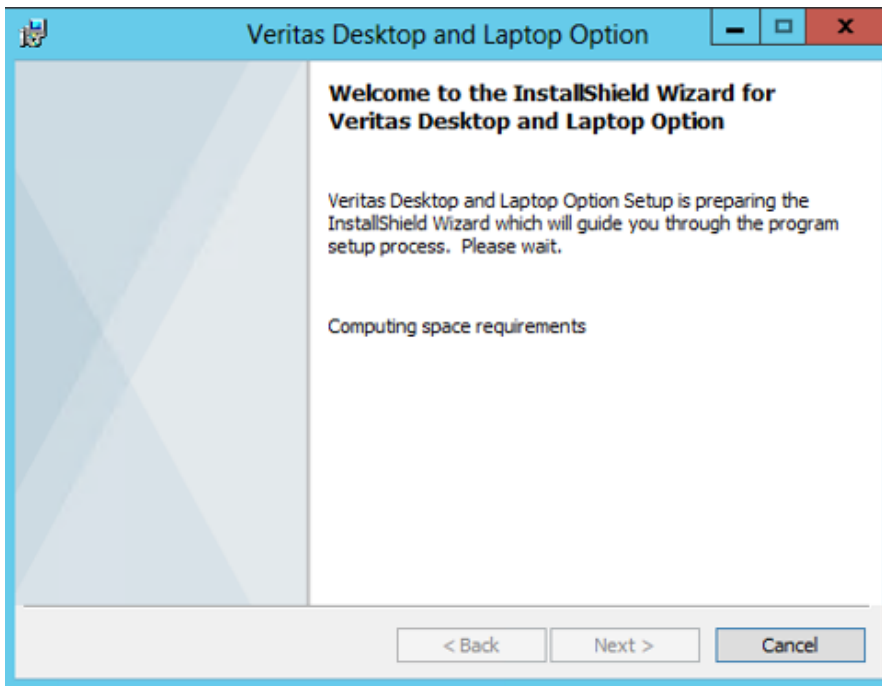 Veritas Desktop and Laptop Option
Welcome to the InstallShield Wizard for
Veritas Desktop and Laptop Option
Veritas Desktop and Laptop Option Setup is preparing the
InstallShield Wizard which will guide you through the program
setup process. Please wait.
Computing space requirements
< Back Next > Cancel